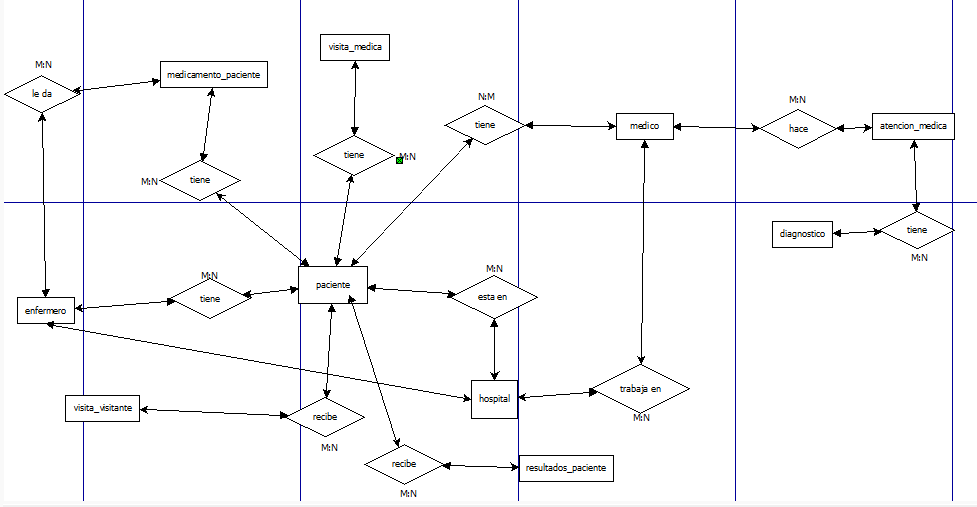 visita_medica
M:N
medicamento_paciente
le da
N:M
M:N
tiene
medico
hace
atencion_medica
tiene
M:N
M:N
tiene
diagnostico
tiene
M:N
M:N
M:N
paciente
esta en
tiene
enfermero
trabaja en
hospital
visita_visitante
recibe
M:N
M:N
recibe
resultados_paciente
M:N